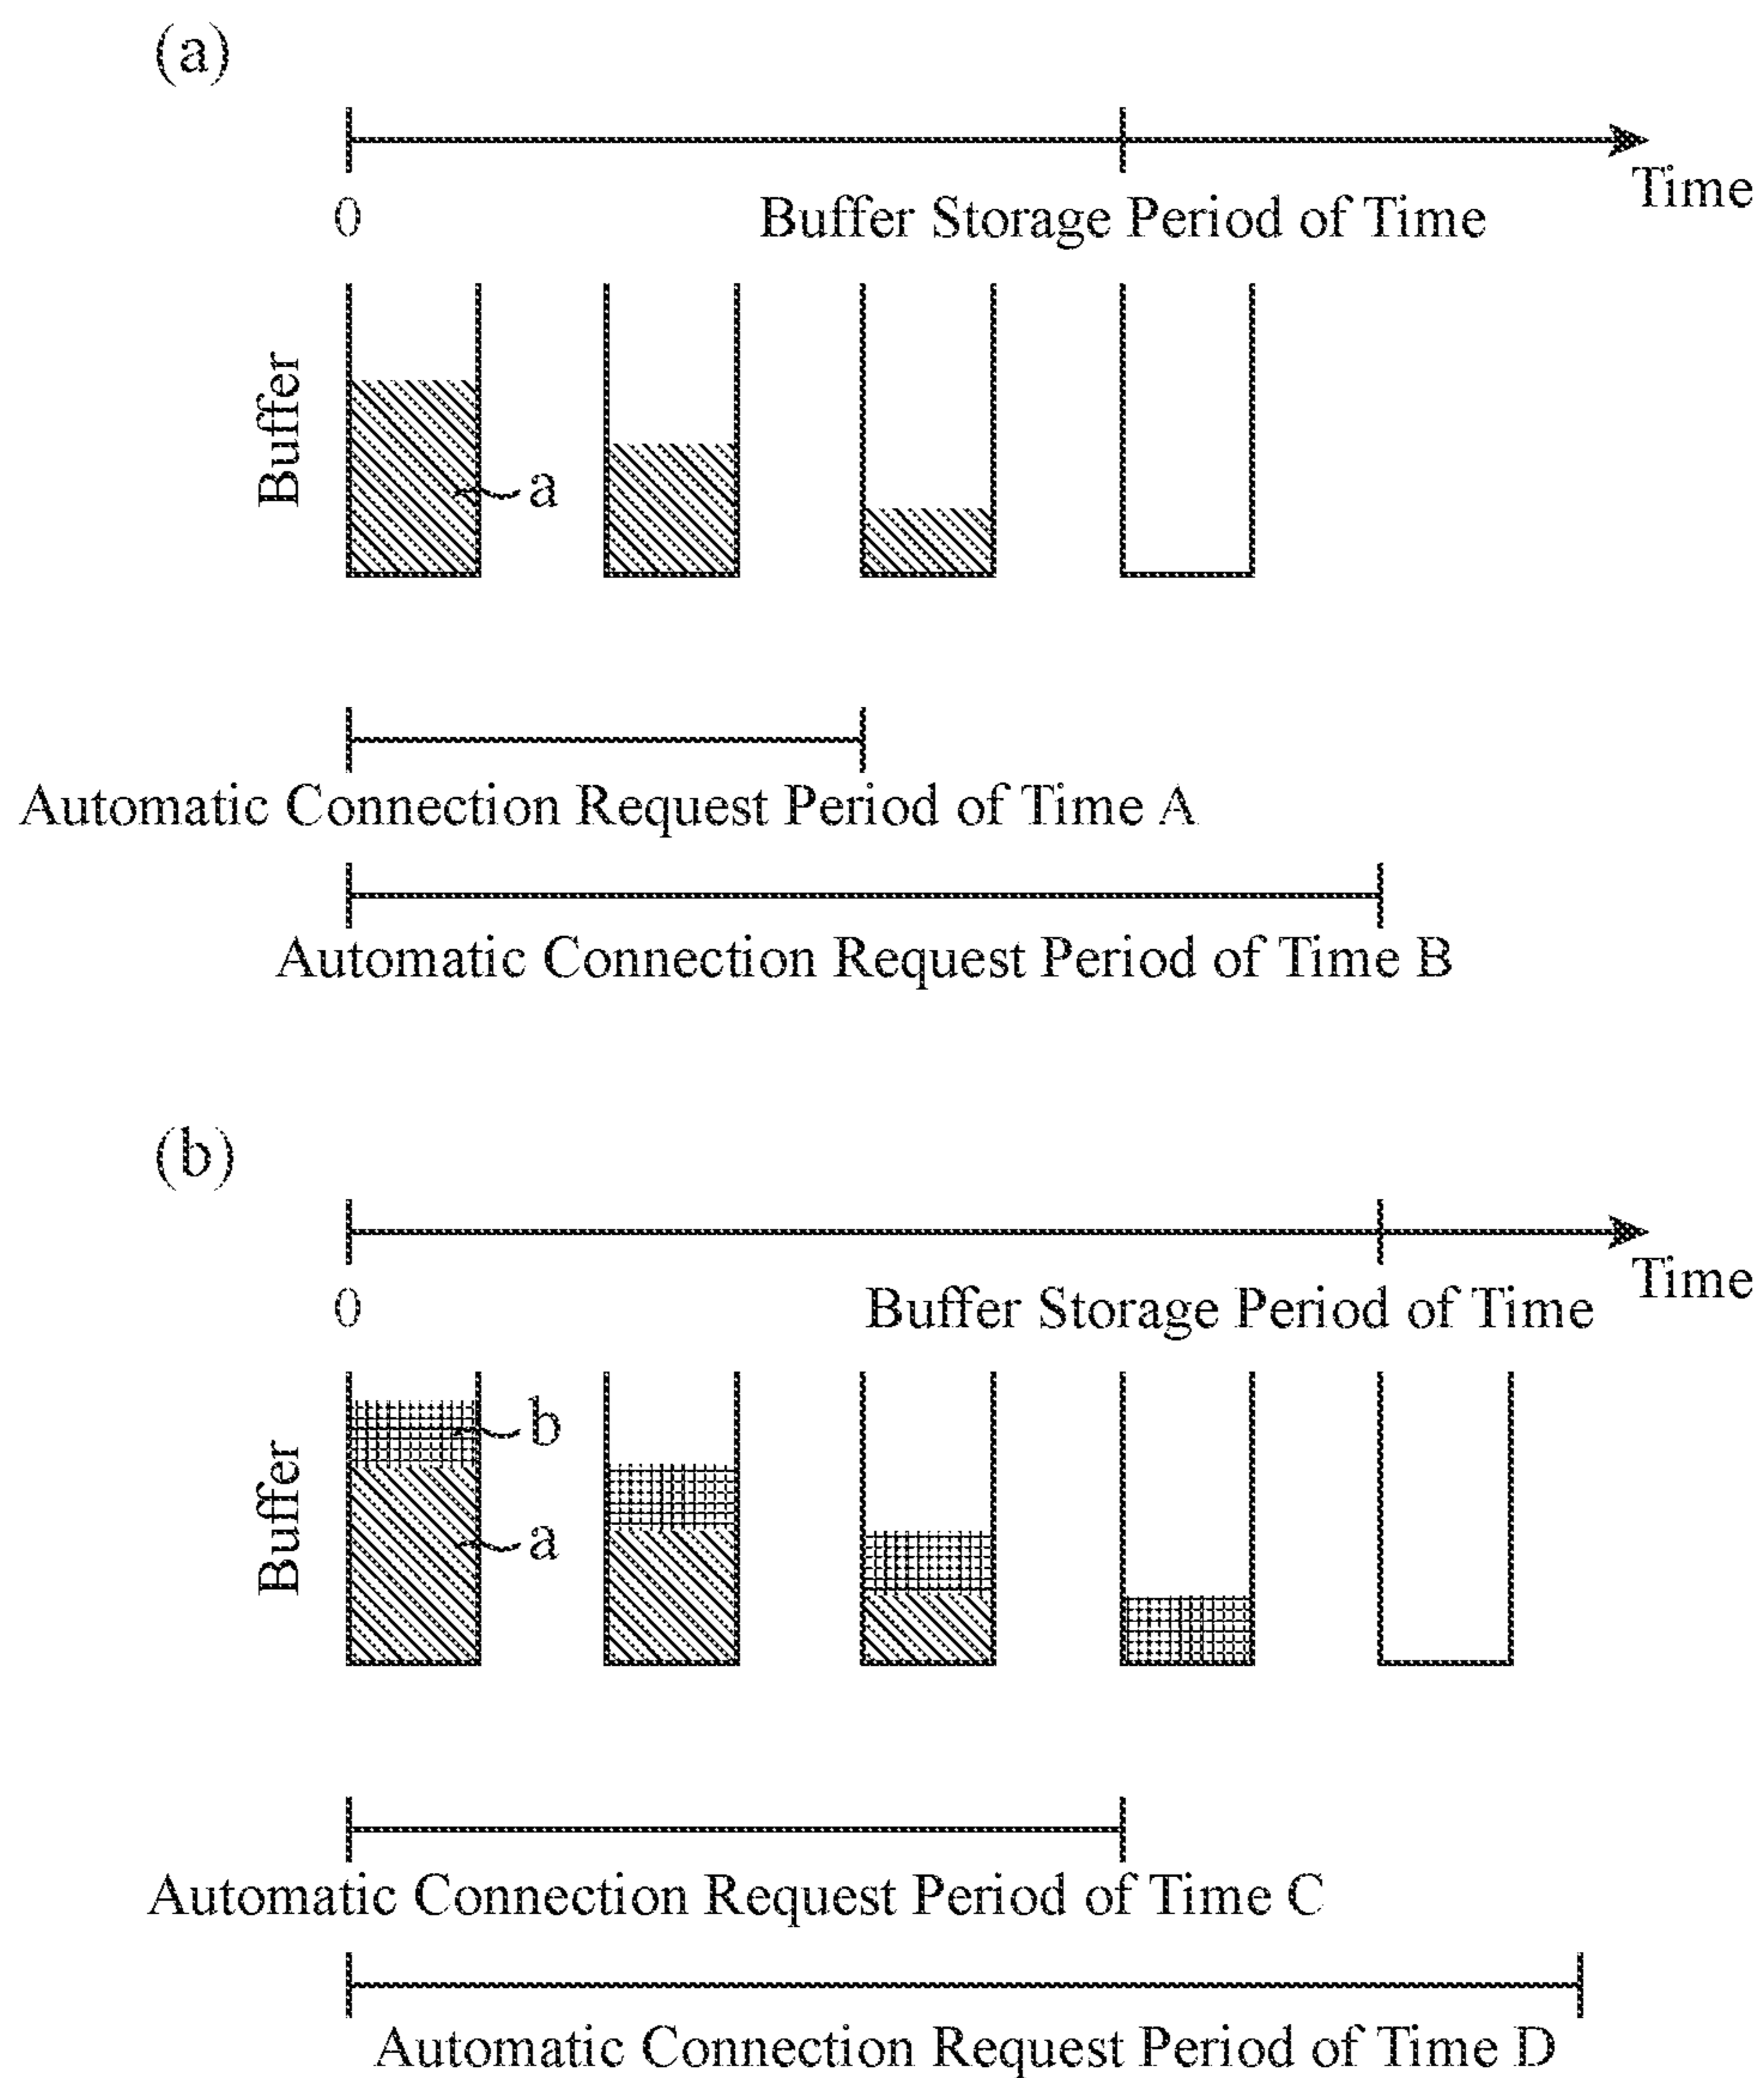 (a)
Time
0
Buffer Storage Period of Time
Buffer
a
Automatic Connection Request Period of Time A
Automatic Connection Request Period of Time B
(b)
Time
0
Buffer Storage Period of Time
b
Buffer
a
Automatic Connection Request Period of Time C
Automatic Connection Request Period of Time D